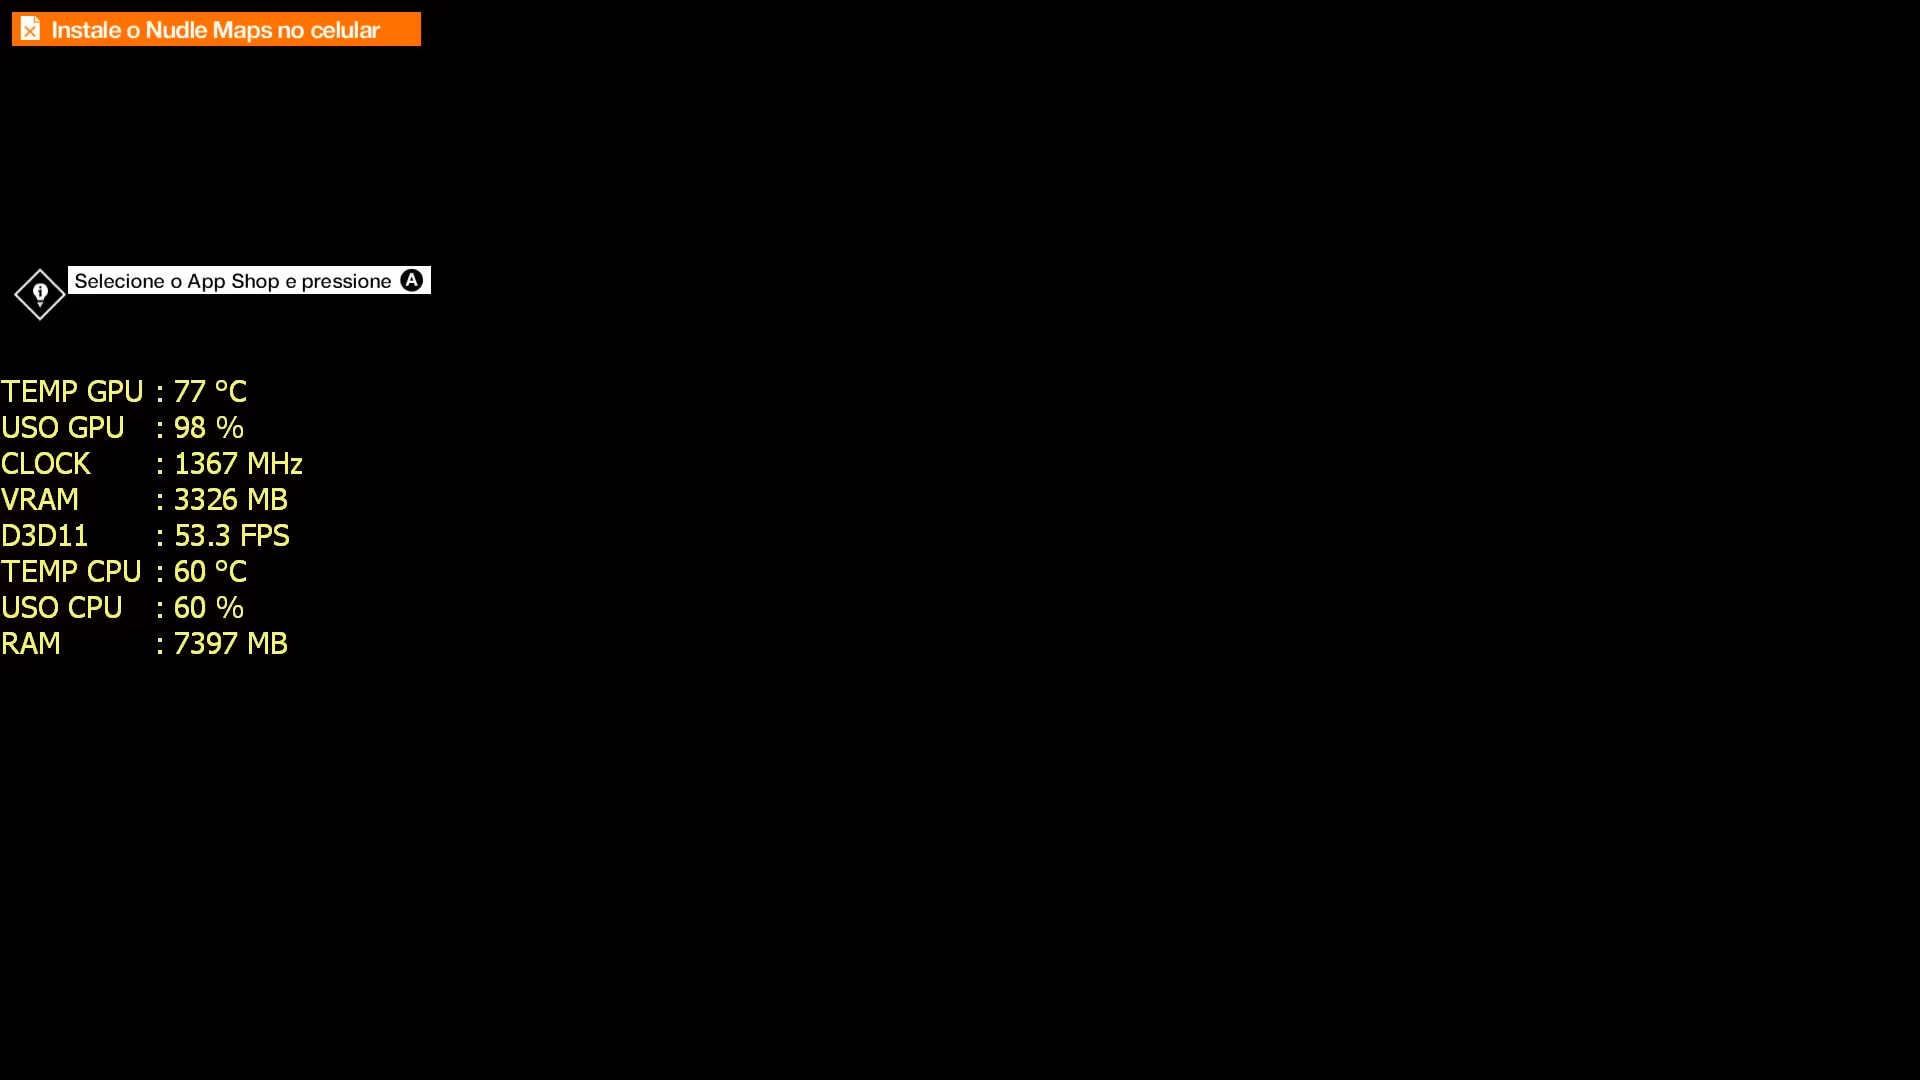 Instale o Nudle Maps no celular
Selecione o App Shop e pressione A
TEMP GPU : 77 °C
USO GPU : 98 %
CLOCK : 1367 MHz
VRAM : 3326 MB
D3D11 : 53.3 FPS
TEMP CPU : 60 °C
USO CPU : 60 %
RAM : 7397 MB